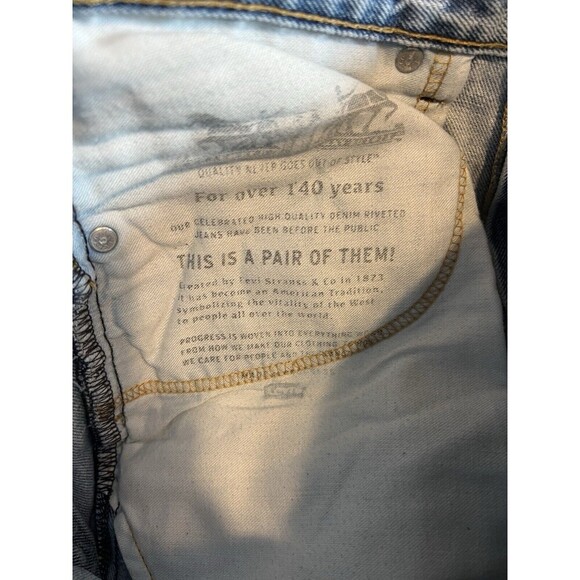 QUALITY NEVER GOES OUT OF STYLE™
For over 140 years
OUR CELEBRATED HIGH QUALITY DENIM RIVETED
JEANS HAVE BEEN BEFORE THE PUBLIC
THIS IS A PAIR OF THEM!
Created by Levi Strauss & Co in 1873
it has become an American Tradition,
Symbolizing the vitality of the West
to people all over the world.
PROGRESS IS WOVEN INTO EVERYTHING
FROM HOW WE MAKE OUR CLOTHING
WE CARE FOR PEOPLE AND